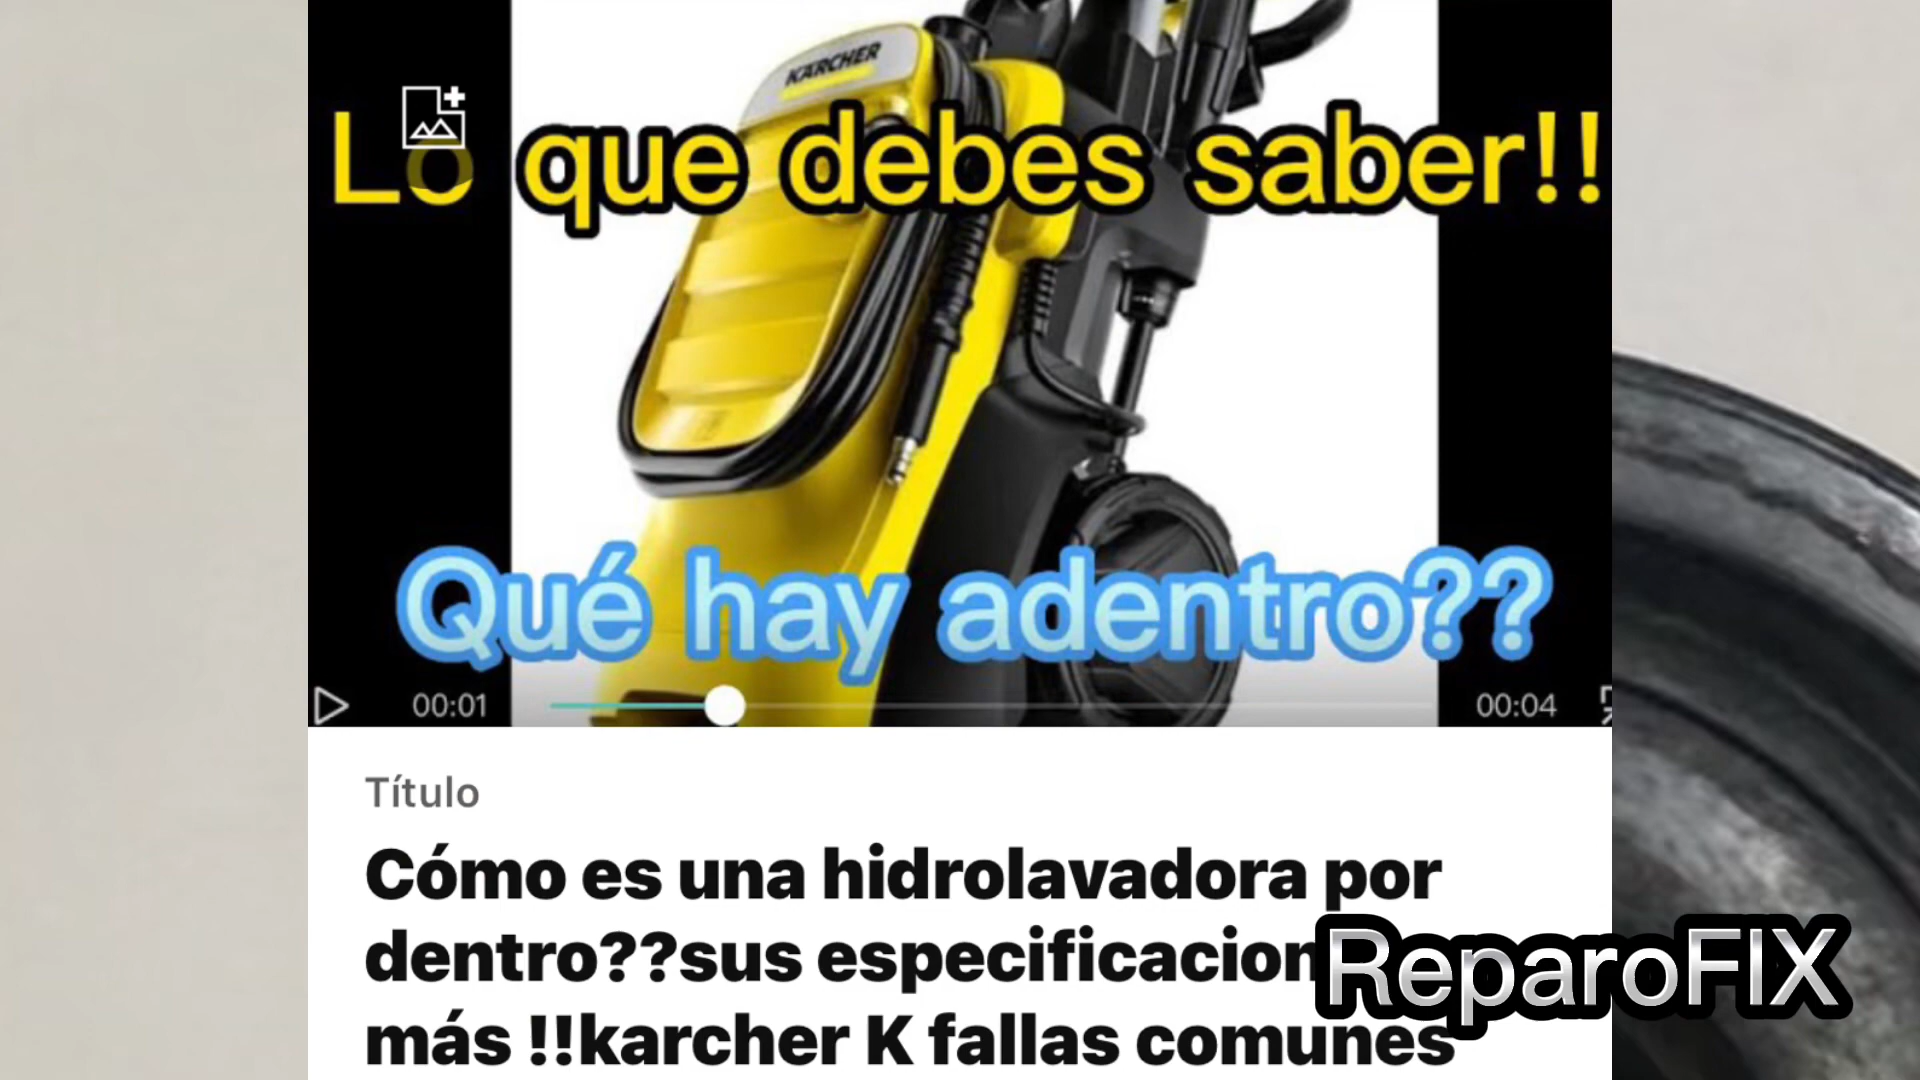 KARCHER
Lo que debes saber!!
Qué hay adentro??
00:01
00:04
Título
Cómo es una hidrolavadora por
dentro??sus especificacion
más !!karcher K fallas comunes
ReparoFIX